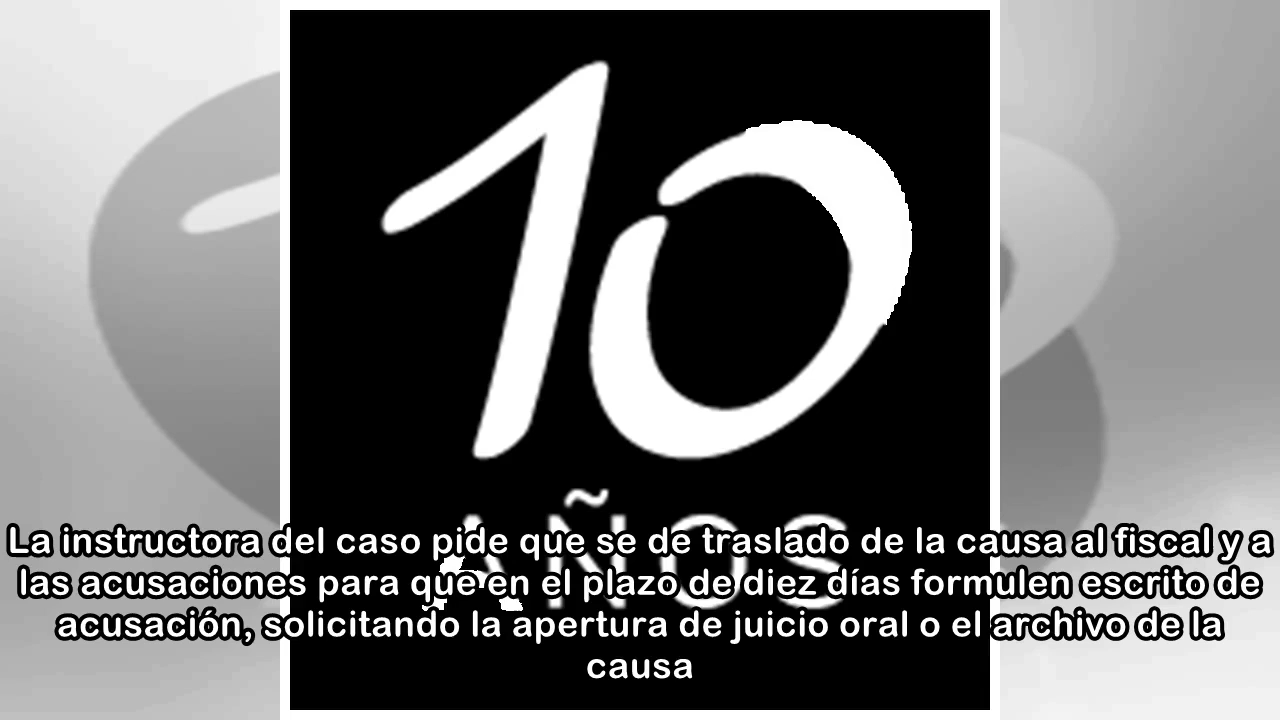 10
AÑOS
La instructora del caso pide que se de traslado de la causa al fiscal y a
las acusaciones para que en el plazo de diez días formulen escrito de
acusación, solicitando la apertura de juicio oral o el archivo de la
causa